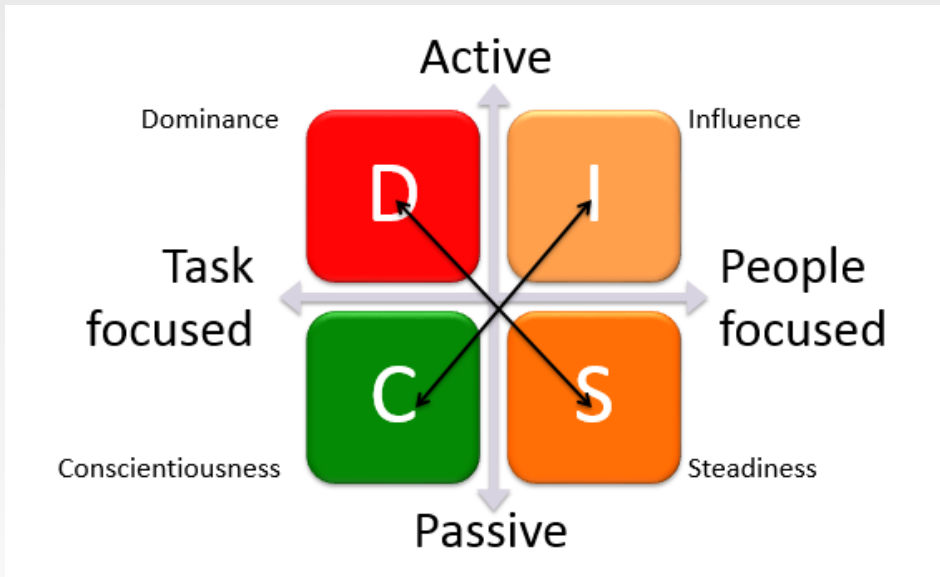 Active
Dominance
D
I
Influence
Task
focused
People
focused
C
S
Conscientiousness
Steadiness
Passive